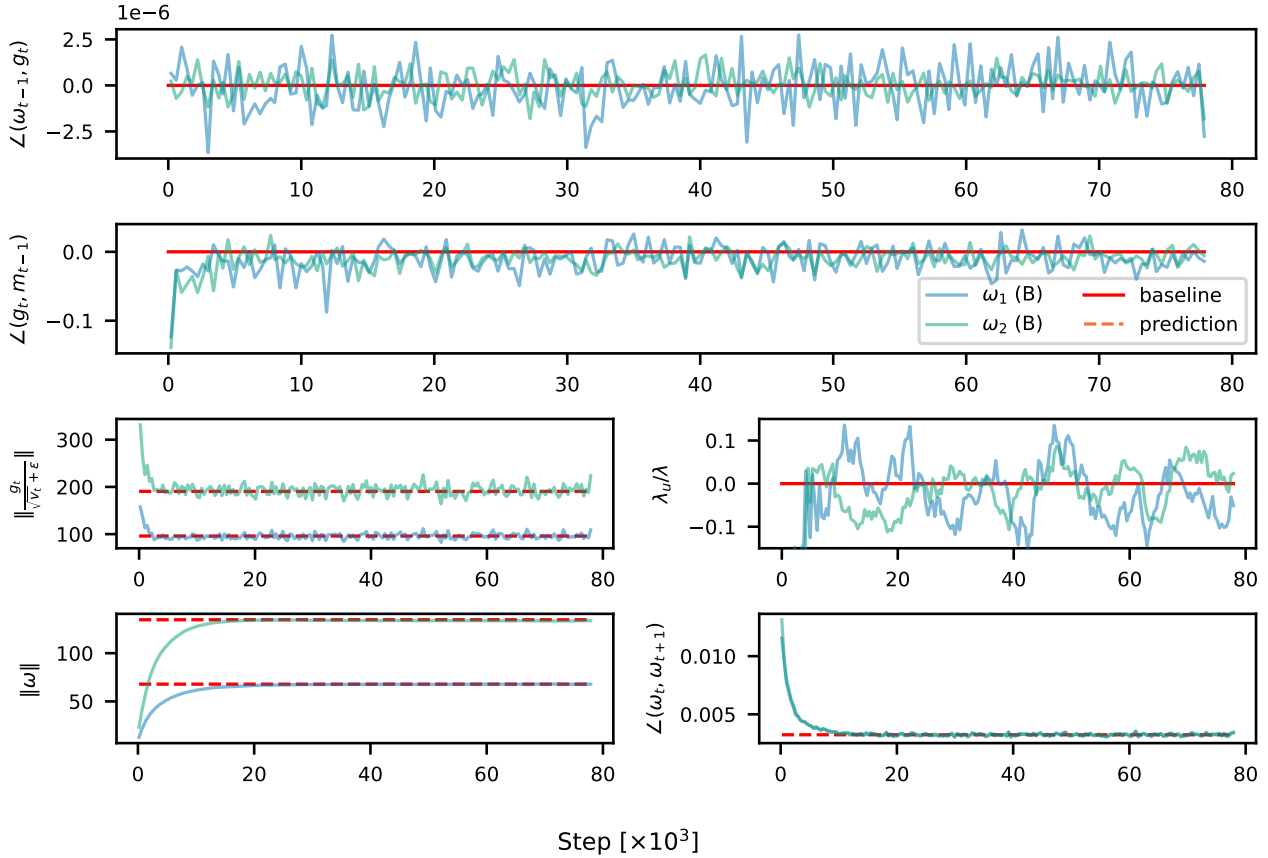 1e−6
∠(ω_{t−1}, g_t)
2.5
0.0
−2.5
0 10 20 30 40 50 60 70 80
∠(g_t, m_{t−1})
0.0
−0.1
ω₁ (B) baseline
ω₂ (B) prediction
0 10 20 30 40 50 60 70 80
‖g_t/(√v_t + ε)‖
300
200
100
0 20 40 60 80
λ_u/λ
0.1
0.0
−0.1
0 20 40 60 80
‖ω‖
100
50
0 20 40 60 80
∠(ω_t, ω_{t+1})
0.010
0.005
0 20 40 60 80
Step [×10³]